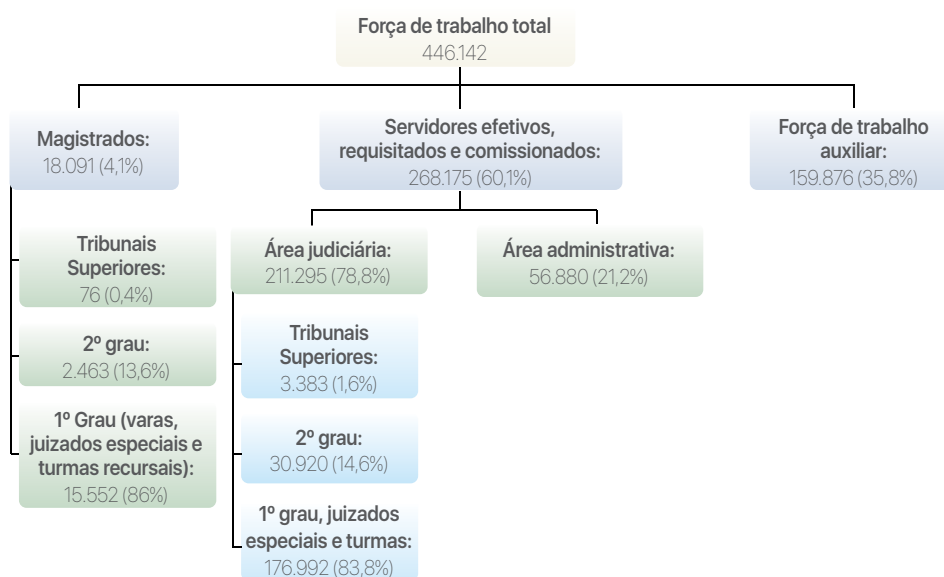 Força de trabalho total
446.142
Magistrados:
18.091 (4,1%)
Servidores efetivos,
requisitados e comissionados:
268.175 (60,1%)
Força de trabalho
auxiliar:
159.876 (35,8%)
Tribunais
Superiores:
76 (0,4%)
2º grau:
2.463 (13,6%)
1º Grau (varas,
juizados especiais e
turmas recursais):
15.552 (86%)
Área judiciária:
211.295 (78,8%)
Tribunais
Superiores:
3.383 (1,6%)
2º grau:
30.920 (14,6%)
1º grau, juizados
especiais e turmas:
176.992 (83,8%)
Área administrativa:
56.880 (21,2%)